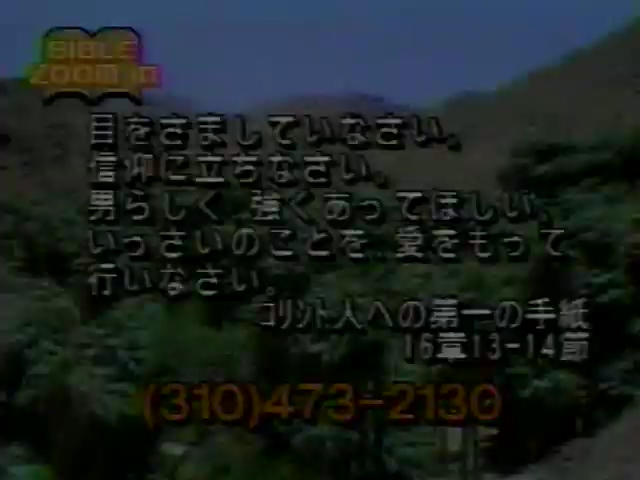 BIBLE
ZOOM in
目をさましていなさい。
信仰に立ちなさい。
男らしく、強くあってほしい、
いっさいのことを、愛をもって
行いなさい。
コリント人への第一の手紙
16章13-14節
(310)473-2130